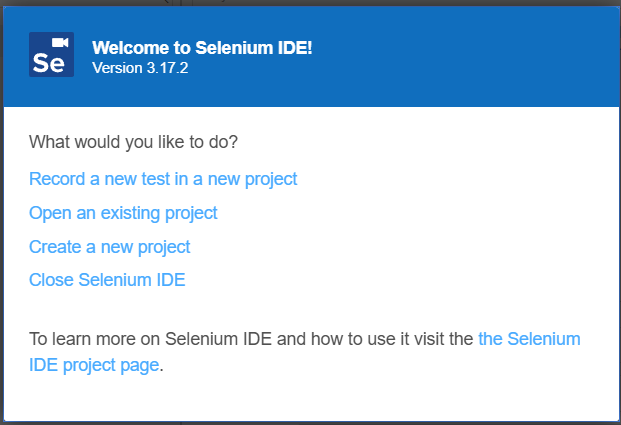 Se
Welcome to Selenium IDE!
Version 3.17.2
What would you like to do?
Record a new test in a new project
Open an existing project
Create a new project
Close Selenium IDE
To learn more on Selenium IDE and how to use it visit the the Selenium
IDE project page.